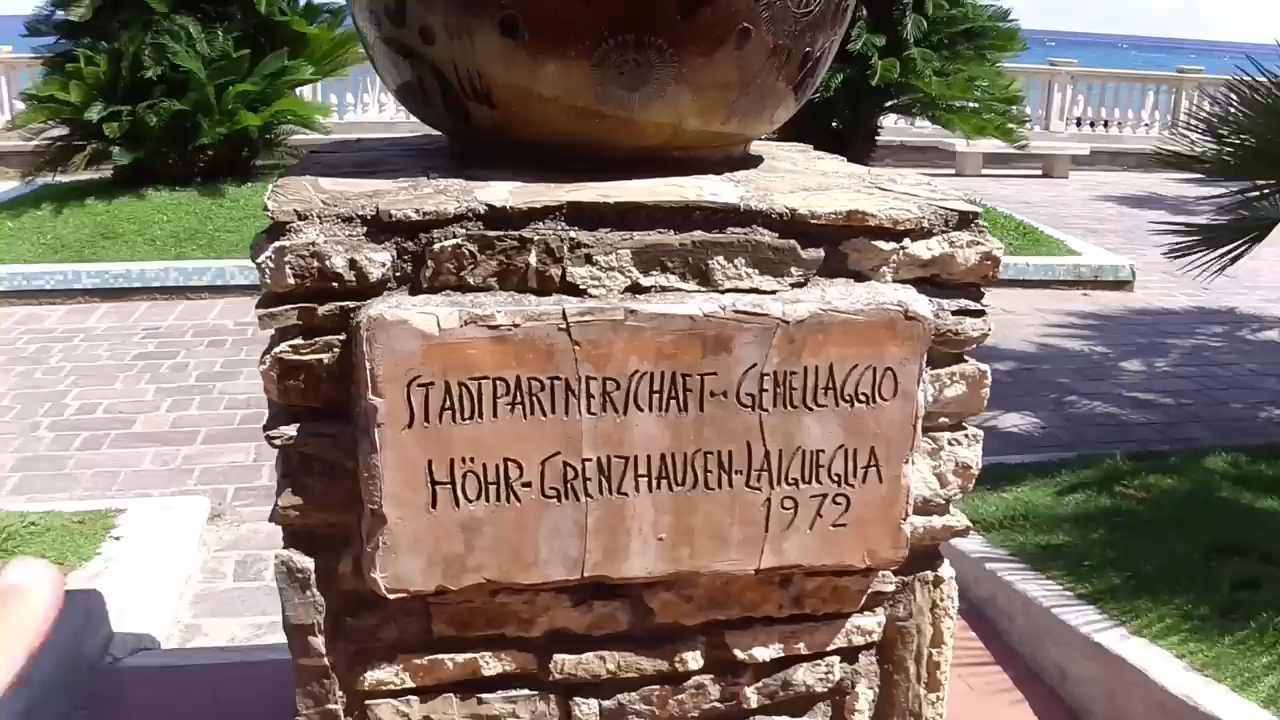 STADTPARTNERSCHAFT·· GEMELLAGGIO
HÖHR-GRENZHAUSEN··LAIGUEGLIA
1972